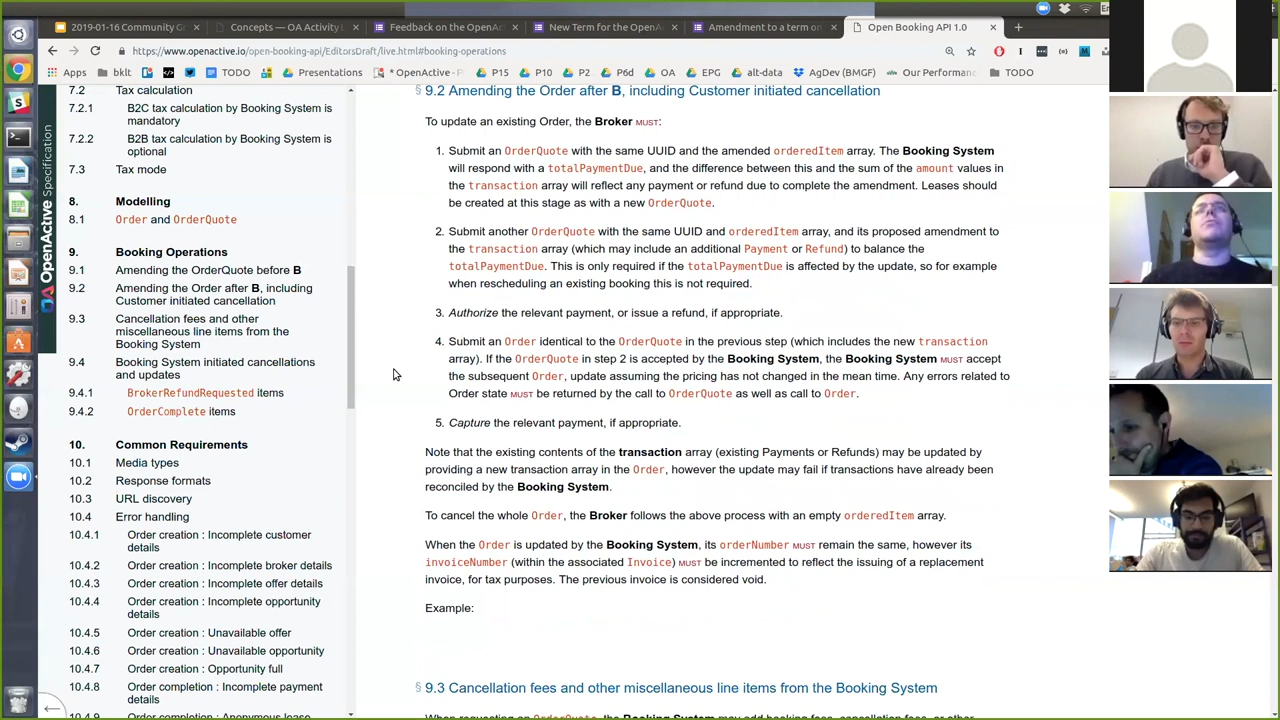 2019-01-16 Community Gr
Concepts — OA Activity L
Feedback on the OpenAc
New Term for the OpenA
Amendment to a term on
Open Booking API 1.0
https://www.openactive.io/open-booking-api/EditorsDraft/live.html#booking-operations
Apps
bklt
TODO
Presentations
* OpenActive - P
P15
P10
P2
P6d
OA
EPG
alt-data
AgDev (BMGF)
Our Performanc
TODO
OpenActive Specification
7.2 Tax calculation
7.2.1 B2C tax calculation by Booking System is
mandatory
7.2.2 B2B tax calculation by Booking System is
optional
7.3 Tax mode
8. Modelling
8.1 Order and OrderQuote
9. Booking Operations
9.1 Amending the OrderQuote before B
9.2 Amending the Order after B, including
Customer initiated cancellation
9.3 Cancellation fees and other
miscellaneous line items from the
Booking System
9.4 Booking System initiated cancellations
and updates
9.4.1 BrokerRefundRequested items
9.4.2 OrderComplete items
10. Common Requirements
10.1 Media types
10.2 Response formats
10.3 URL discovery
10.4 Error handling
10.4.1 Order creation : Incomplete customer
details
10.4.2 Order creation : Incomplete broker details
10.4.3 Order creation : Incomplete offer details
10.4.4 Order creation : Incomplete opportunity
details
10.4.5 Order creation : Unavailable offer
10.4.6 Order creation : Unavailable opportunity
10.4.7 Order creation : Opportunity full
10.4.8 Order completion : Incomplete payment
details
10.4.9 Order completion : Anonymous lease
§ 9.2 Amending the Order after B, including Customer initiated cancellation
To update an existing Order, the Broker MUST:
1. Submit an OrderQuote with the same UUID and the amended orderedItem array. The Booking System
will respond with a totalPaymentDue, and the difference between this and the sum of the amount values in
the transaction array will reflect any payment or refund due to complete the amendment. Leases should
be created at this stage as with a new OrderQuote.
2. Submit another OrderQuote with the same UUID and orderedItem array, and its proposed amendment to
the transaction array (which may include an additional Payment or Refund) to balance the
totalPaymentDue. This is only required if the totalPaymentDue is affected by the update, so for example
when rescheduling an existing booking this is not required.
3. Authorize the relevant payment, or issue a refund, if appropriate.
4. Submit an Order identical to the OrderQuote in the previous step (which includes the new transaction
array). If the OrderQuote in step 2 is accepted by the Booking System, the Booking System MUST accept
the subsequent Order, update assuming the pricing has not changed in the mean time. Any errors related to
Order state MUST be returned by the call to OrderQuote as well as call to Order.
5. Capture the relevant payment, if appropriate.
Note that the existing contents of the transaction array (existing Payments or Refunds) may be updated by
providing a new transaction array in the Order, however the update may fail if transactions have already been
reconciled by the Booking System.
To cancel the whole Order, the Broker follows the above process with an empty orderedItem array.
When the Order is updated by the Booking System, its orderNumber MUST remain the same, however its
invoiceNumber (within the associated Invoice) MUST be incremented to reflect the issuing of a replacement
invoice, for tax purposes. The previous invoice is considered void.
Example:
§ 9.3 Cancellation fees and other miscellaneous line items from the Booking System
When requesting an OrderQuote, the Booking System may add booking fees, cancellation fees, or other